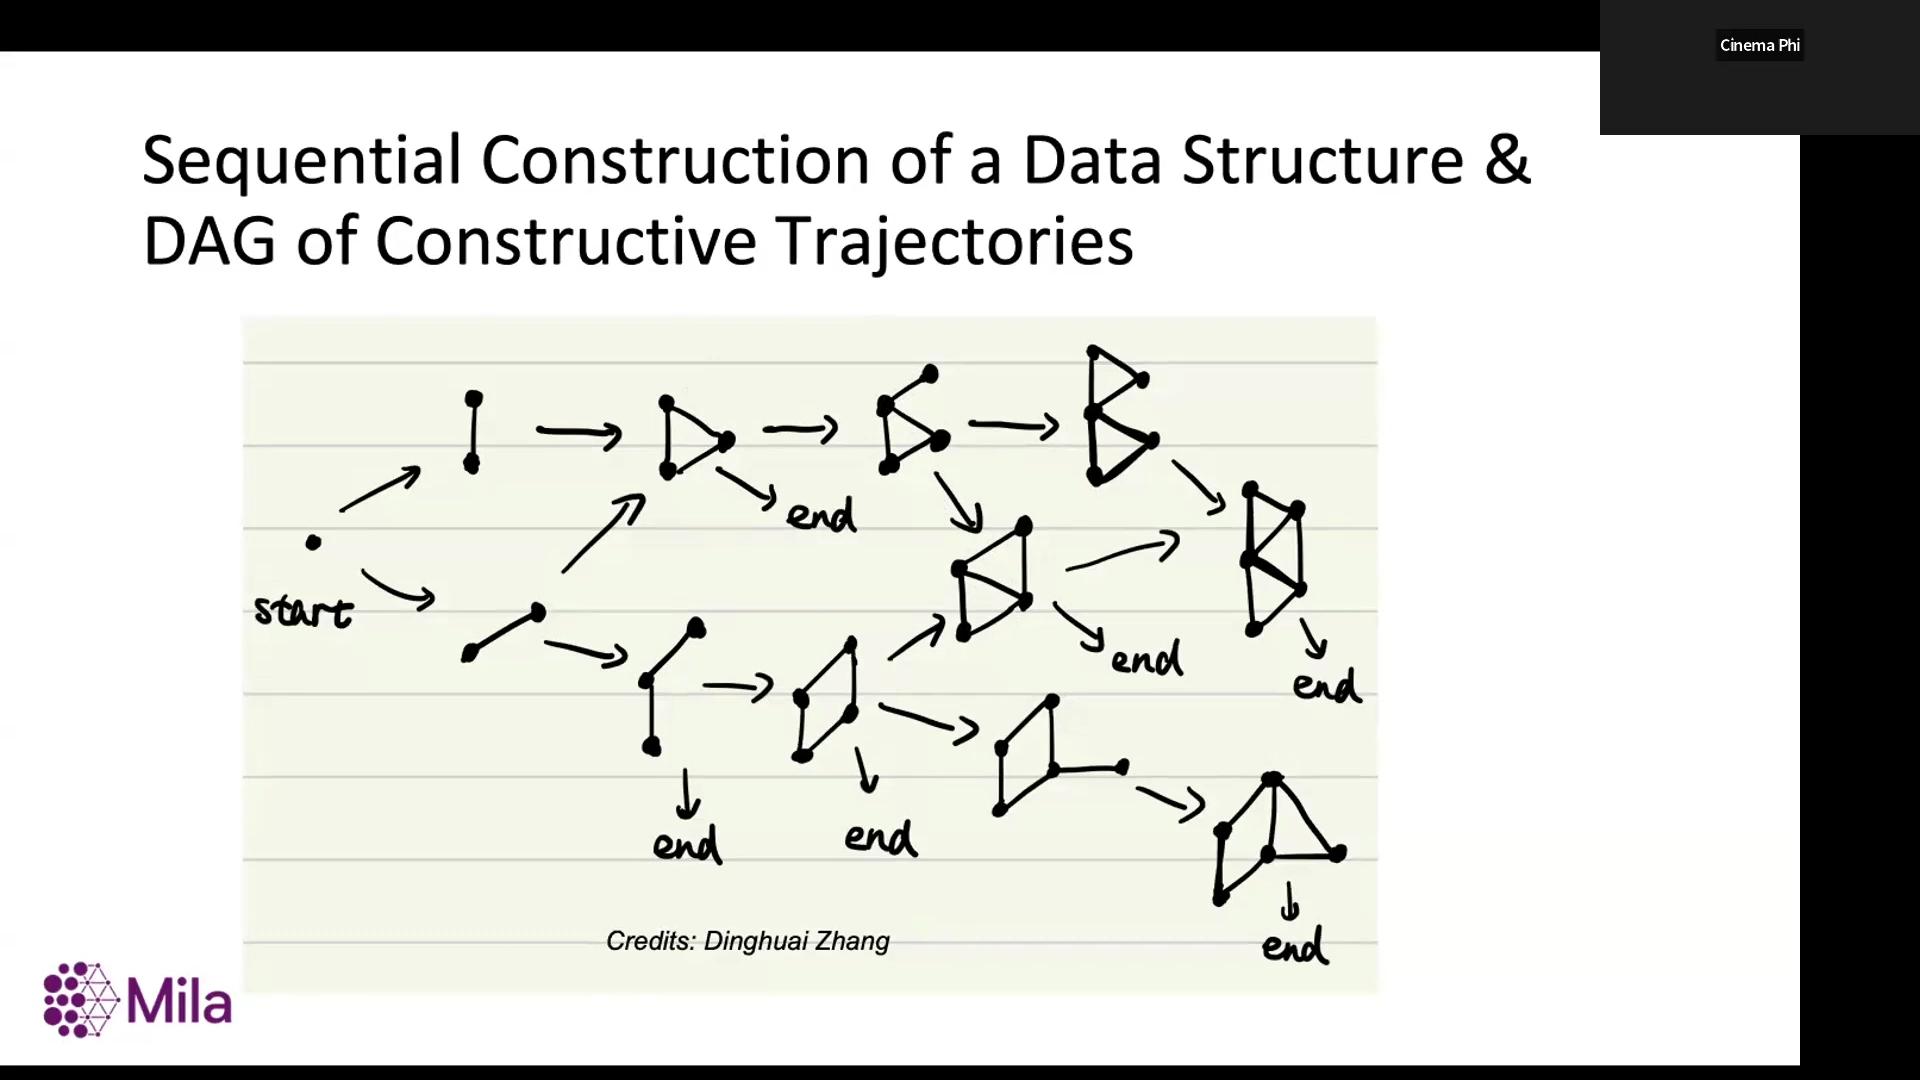 Cinema Phi
Sequential Construction of a Data Structure &
DAG of Constructive Trajectories
end
start
end
end
end
end
end
Credits: Dinghuai Zhang
Mila